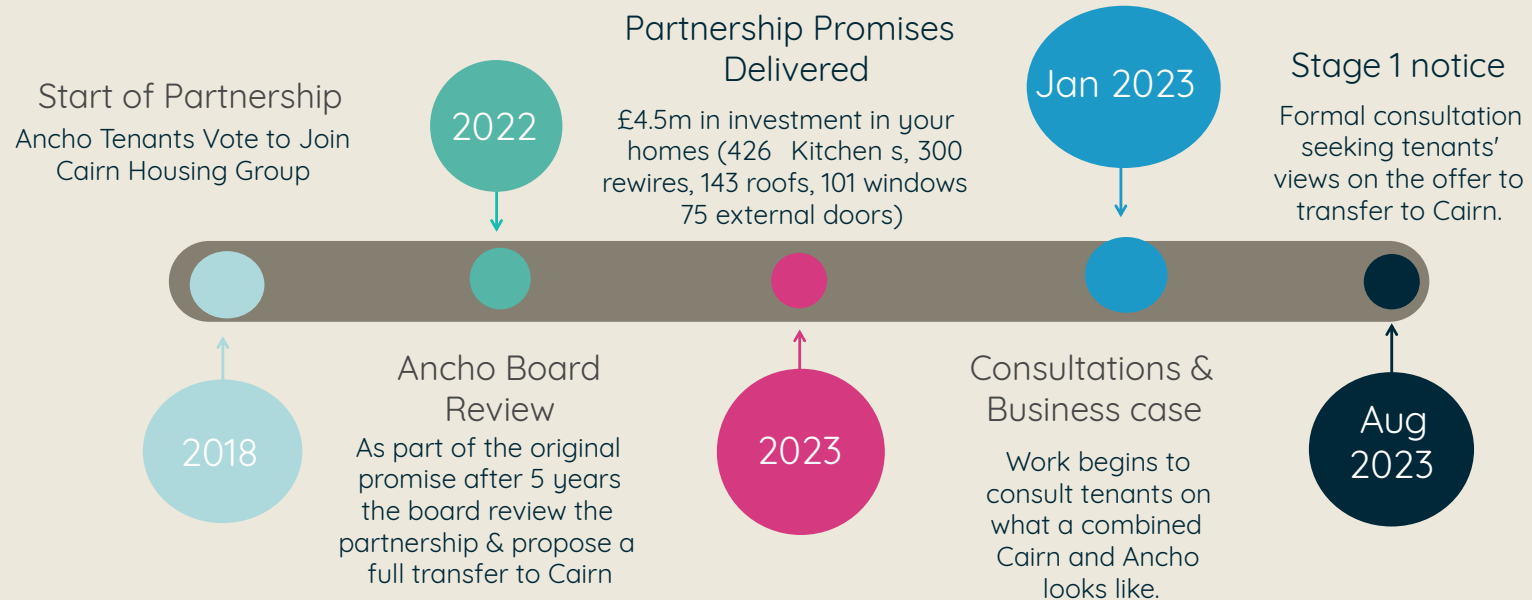 Start of Partnership
Ancho Tenants Vote to Join
Cairn Housing Group
2018
2022
Ancho Board
Review
As part of the original
promise after 5 years
the board review the
partnership & propose a
full transfer to Cairn
Partnership Promises
Delivered
£4.5m in investment in your
homes (426 Kitchen s, 300
rewires, 143 roofs, 101 windows
75 external doors)
2023
Jan 2023
Consultations &
Business case
Work begins to
consult tenants on
what a combined
Cairn and Ancho
looks like.
Stage 1 notice
Formal consultation
seeking tenants'
views on the offer to
transfer to Cairn.
Aug
2023